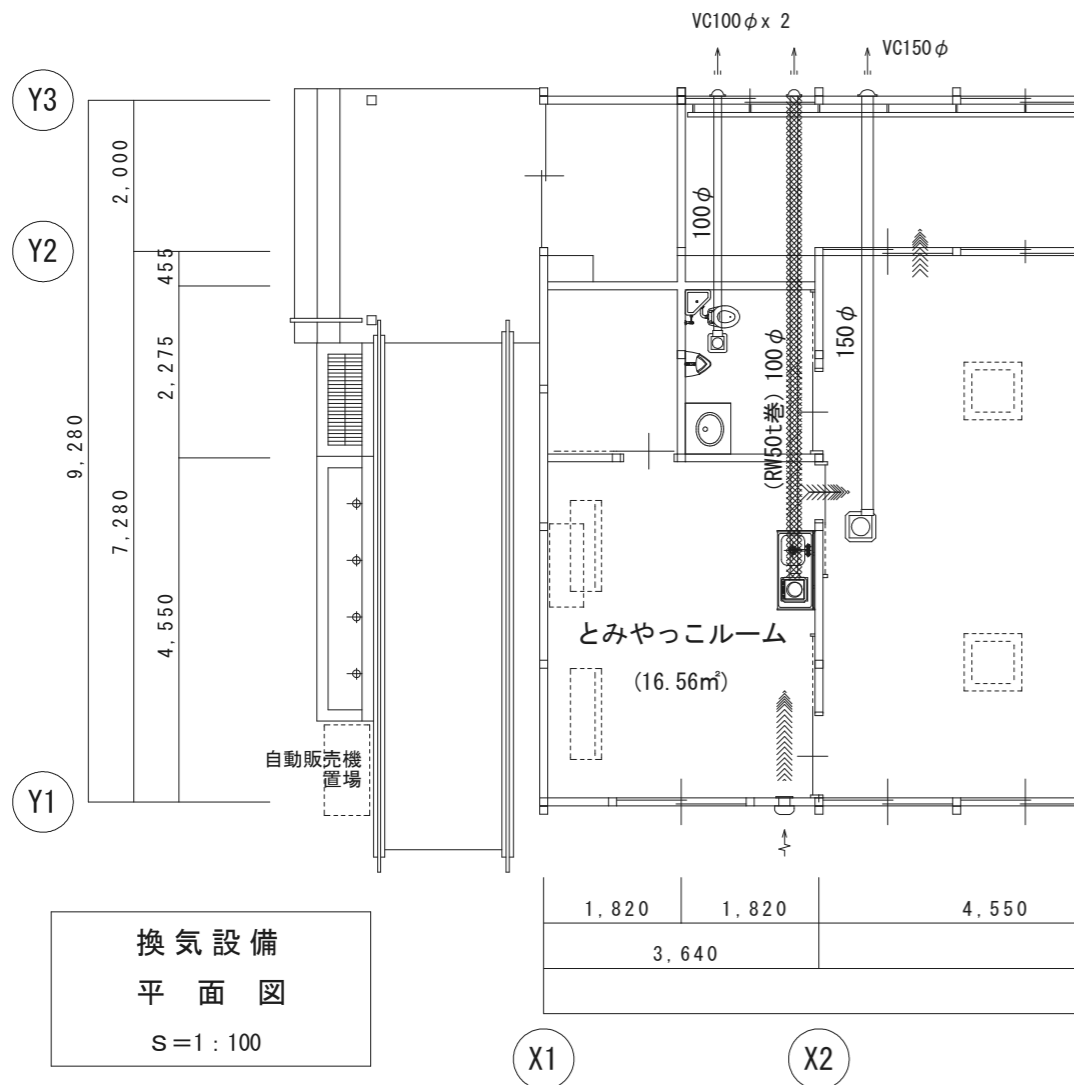 VC100φx 2
VC150φ
Y3
2,000
100φ
Y2
455
2,275
150φ
(RW50t巻) 100φ
9,280
7,280
4,550
とみやっこルーム
(16.56㎡)
自動販売機
置場
Y1
1,820
1,820
4,550
3,640
換気設備
平面図
S=1:100
X1
X2